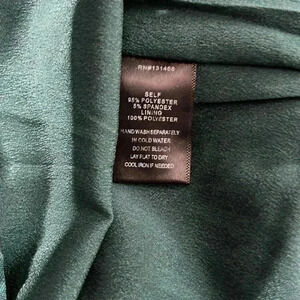 RN#131466
SELF
95% POLYESTER
5% SPANDEX
LINING
100% POLYESTER
HAND WASH SEPARATELY
IN COLD WATER
DO NOT BLEACH
LAY FLAT TO DRY
COOL IRON IF NEEDED